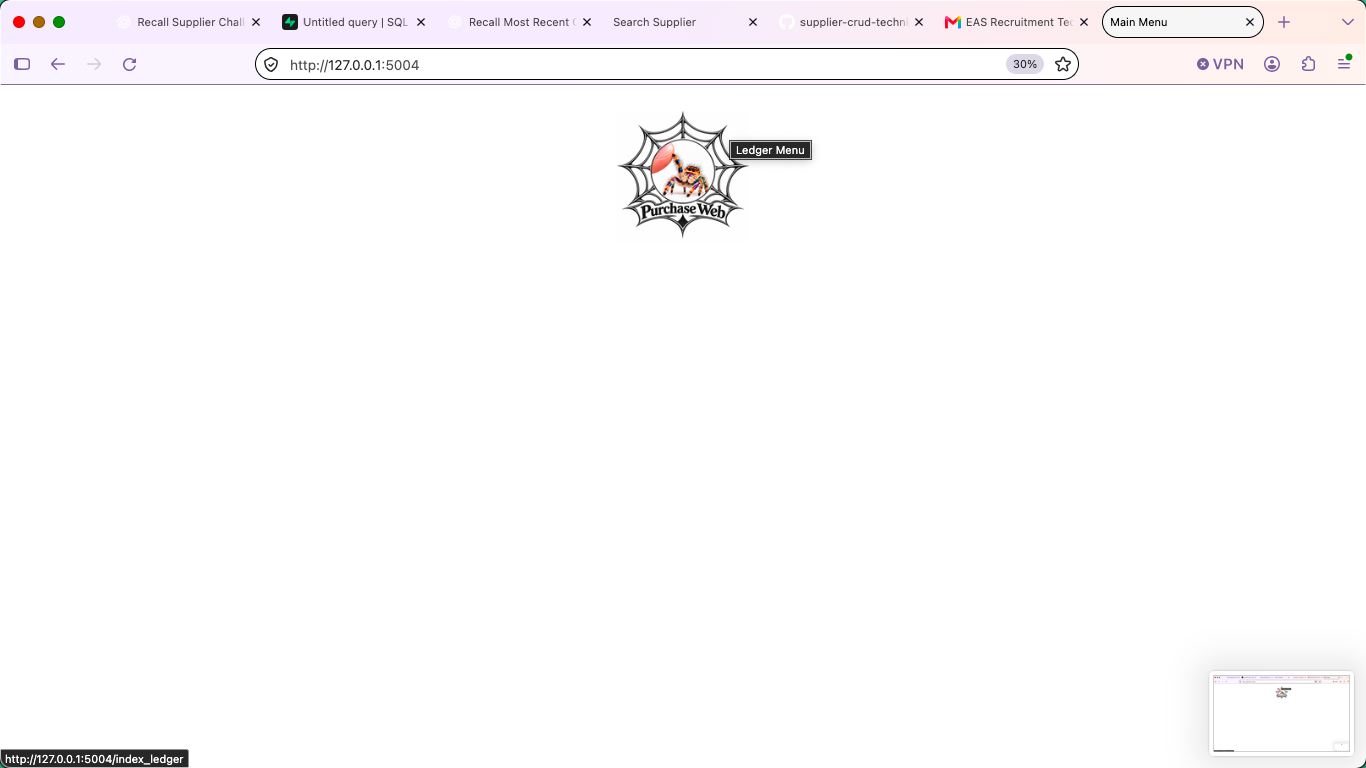 Recall Supplier Chall
Untitled query | SQL
Recall Most Recent
Search Supplier
supplier-crud-techni
EAS Recruitment Tec
Main Menu
http://127.0.0.1:5004
30%
VPN
Ledger Menu
Purchase Web
http://127.0.0.1:5004/index_ledger